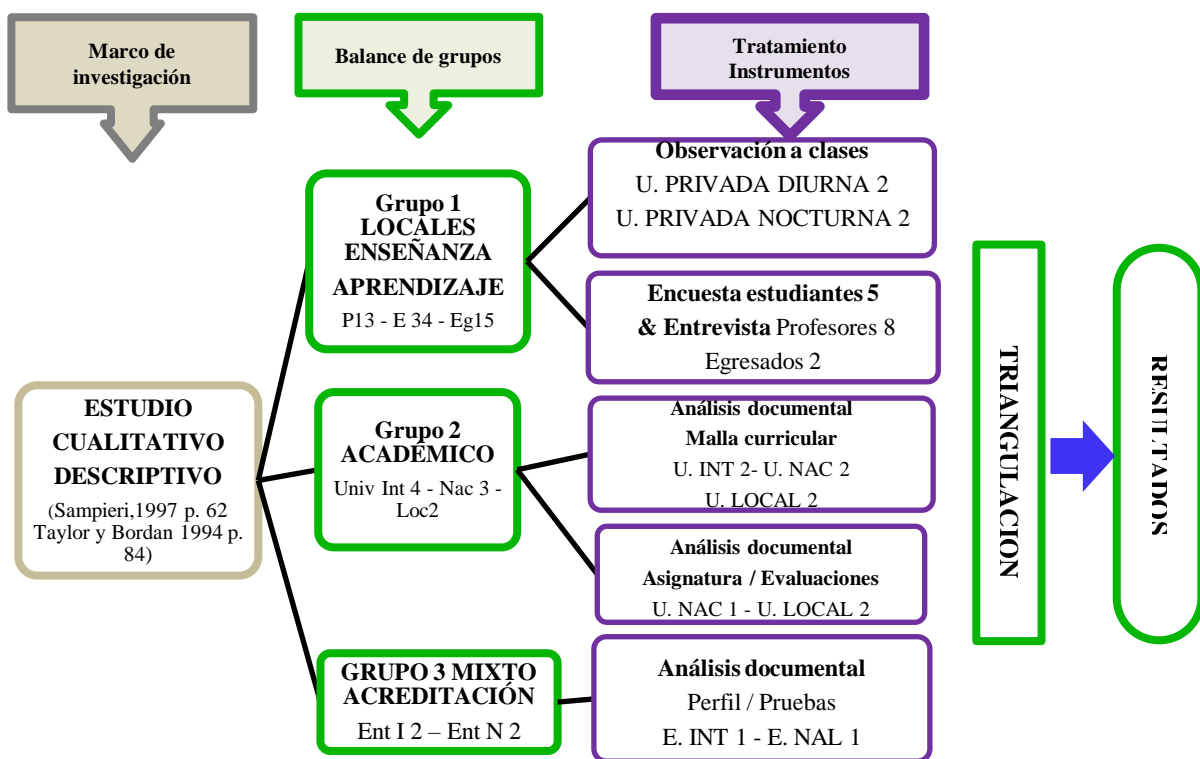 Marco de
investigación
Balance de grupos
Tratamiento
Instrumentos
ESTUDIO
CUALITATIVO
DESCRIPTIVO
(Sampieri,1997 p. 62
Taylor y Bordan 1994 p.
84)
Grupo 1
LOCALES
ENSEÑANZA
APRENDIZAJE
P13 - E 34 - Eg15
Grupo 2
ACADÉMICO
Univ Int 4 - Nac 3 -
Loc2
GRUPO 3 MIXTO
ACREDITACIÓN
Ent I 2 – Ent N 2
Observación a clases
U. PRIVADA DIURNA 2
U. PRIVADA NOCTURNA 2
Encuesta estudiantes 5
& Entrevista Profesores 8
Egresados 2
Análisis documental
Malla curricular
U. INT 2- U. NAC 2
U. LOCAL 2
Análisis documental
Asignatura / Evaluaciones
U. NAC 1 - U. LOCAL 2
Análisis documental
Perfil / Pruebas
E. INT 1 - E. NAL 1
TRIANGULACION
RESULTADOS